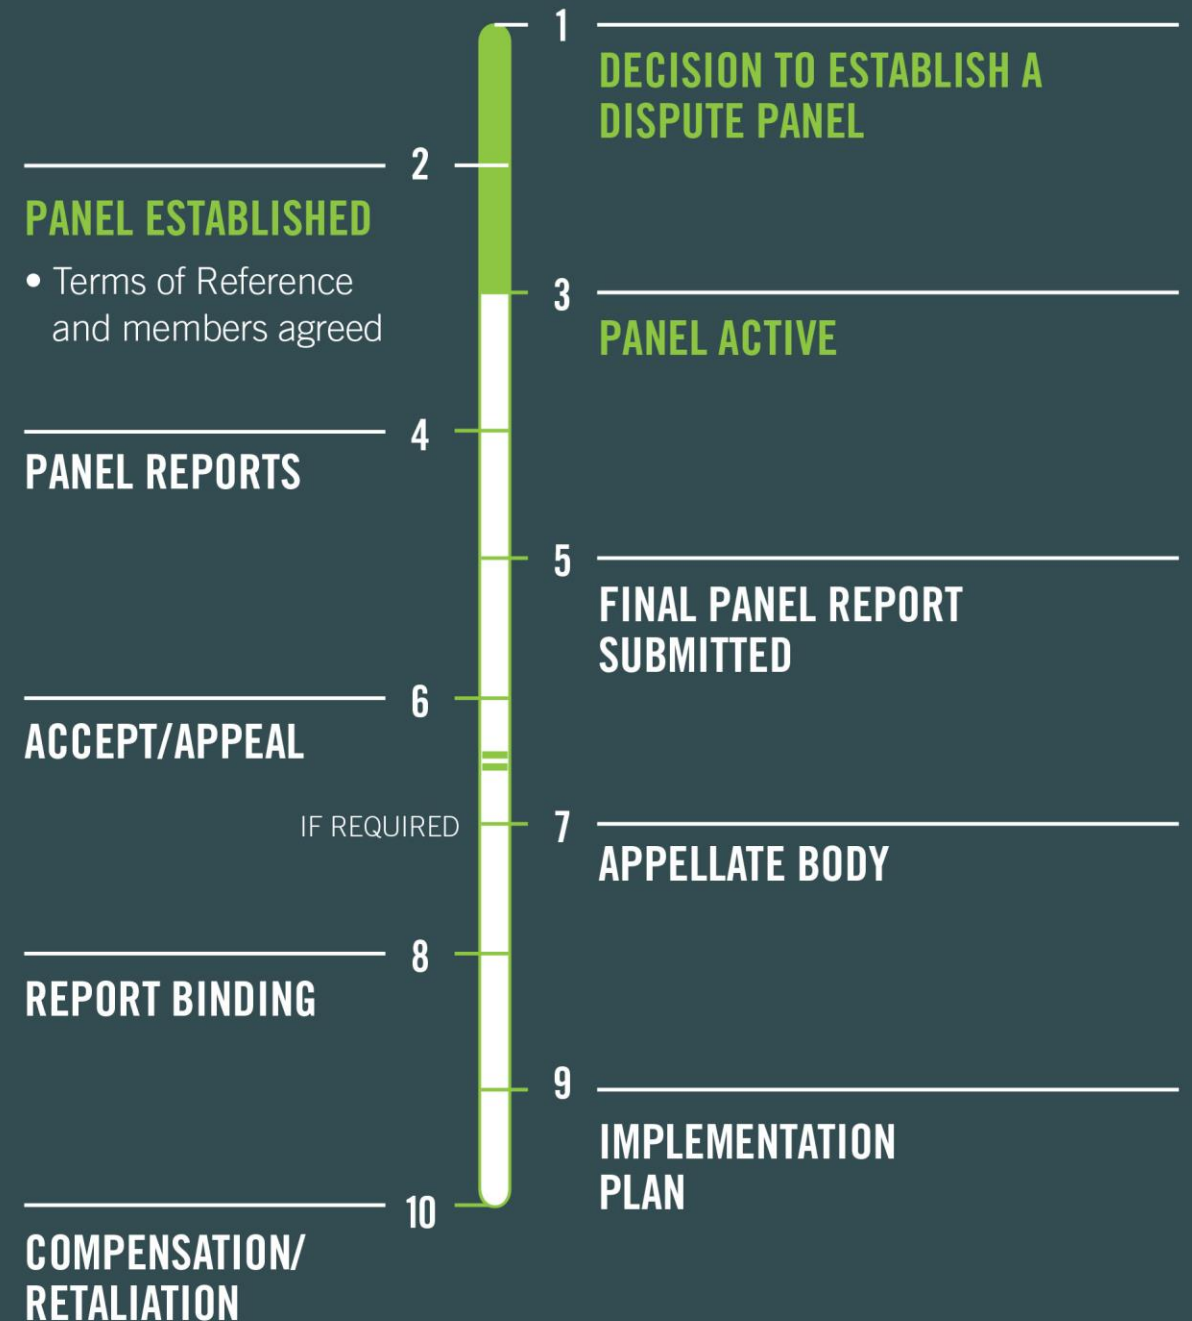 1
DECISION TO ESTABLISH A
DISPUTE PANEL
2
PANEL ESTABLISHED
• Terms of Reference
and members agreed
3
PANEL ACTIVE
4
PANEL REPORTS
5
FINAL PANEL REPORT
SUBMITTED
6
ACCEPT/APPEAL
IF REQUIRED
7
APPELLATE BODY
8
REPORT BINDING
9
IMPLEMENTATION
PLAN
10
COMPENSATION/
RETALIATION